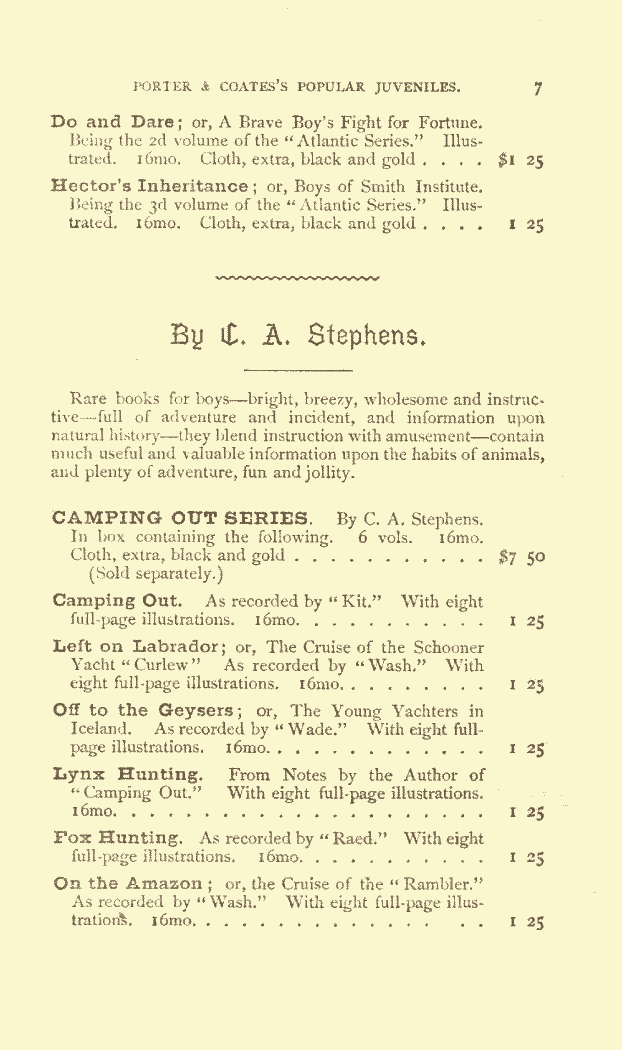 PORTER & COATES'S POPULAR JUVENILES. 7
Do and Dare; or, A Brave Boy's Fight for Fortune.
Being the 2d volume of the "Atlantic Series." Illus-
trated. 16mo. Cloth, extra, black and gold . . . . $1 25
Hector's Inheritance; or, Boys of Smith Institute.
Being the 3d volume of the "Atlantic Series." Illus-
trated. 16mo. Cloth, extra, black and gold . . . . 1 25
By C. A. Stephens.
Rare books for boys—bright, breezy, wholesome and instruc-
tive—full of adventure and incident, and information upon
natural history—they blend instruction with amusement—contain
much useful and valuable information upon the habits of animals,
and plenty of adventure, fun and jollity.
CAMPING OUT SERIES. By C. A. Stephens.
In box containing the following. 6 vols. 16mo.
Cloth, extra, black and gold . . . . . . . . . . . $7 50
(Sold separately.)
Camping Out. As recorded by "Kit." With eight
full-page illustrations. 16mo. . . . . . . . . . . . 1 25
Left on Labrador; or, The Cruise of the Schooner
Yacht "Curlew" As recorded by "Wash." With
eight full-page illustrations. 16mo. . . . . . . . . 1 25
Off to the Geysers; or, The Young Yachters in
Iceland. As recorded by "Wade." With eight full-
page illustrations. 16mo. . . . . . . . . . . . . 1 25
Lynx Hunting. From Notes by the Author of
"Camping Out." With eight full-page illustrations.
16mo. . . . . . . . . . . . . . . . . . . . . . 1 25
Fox Hunting. As recorded by "Raed." With eight
full-page illustrations. 16mo. . . . . . . . . . . . 1 25
On the Amazon; or, the Cruise of the "Rambler."
As recorded by "Wash." With eight full-page illus-
trations. 16mo. . . . . . . . . . . . . . . . . 1 25